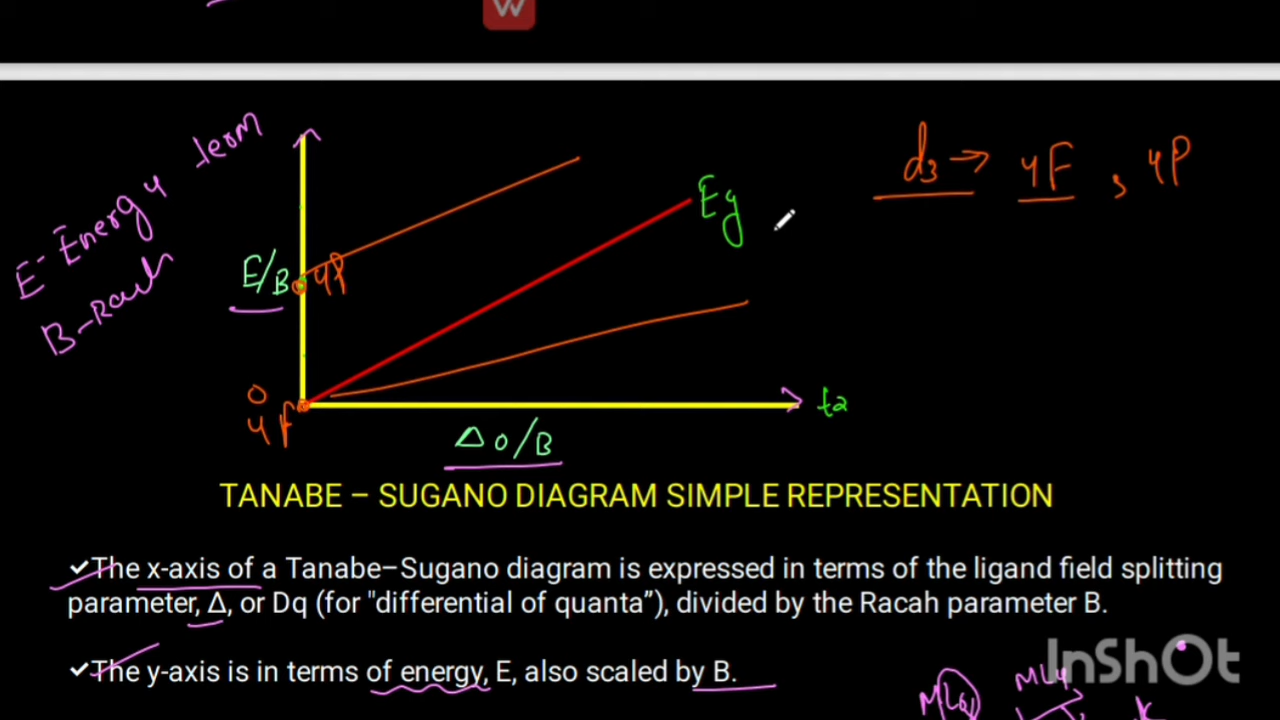 W
E-Energy term
B-Racah
d3 → 4F, 4P
Eg
E/B 4P
0
4F
t2
Δo/B
TANABE – SUGANO DIAGRAM SIMPLE REPRESENTATION
✔The x-axis of a Tanabe–Sugano diagram is expressed in terms of the ligand field splitting
parameter, Δ, or Dq (for "differential of quanta”), divided by the Racah parameter B.
✔The y-axis is in terms of energy, E, also scaled by B.
InShOt